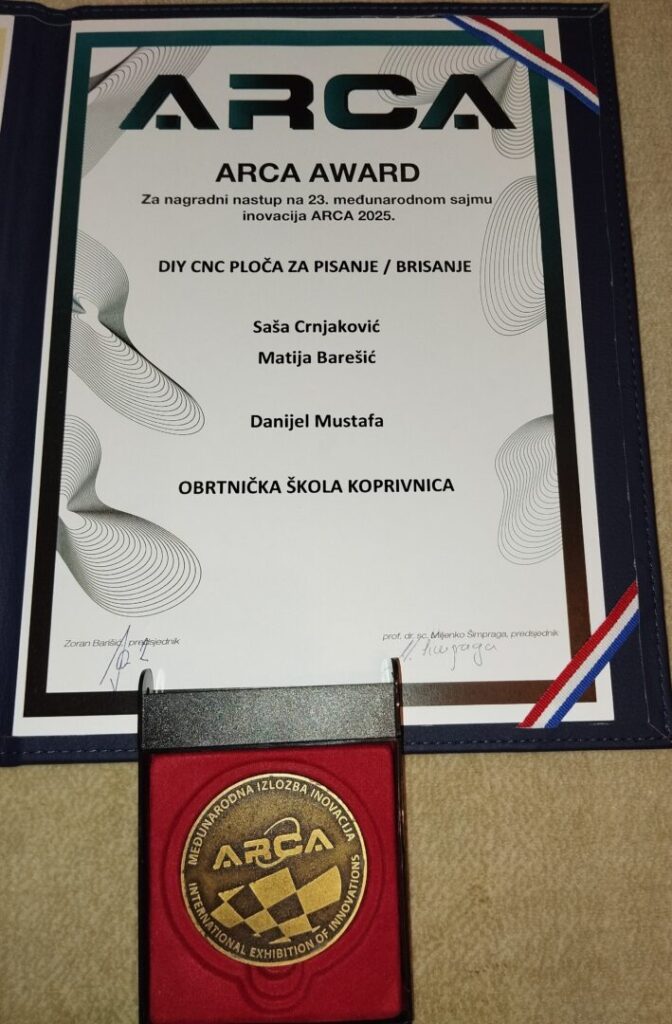 ARCA
ARCA AWARD
Za nagradni nastup na 23. međunarodnom sajmu
inovacija ARCA 2025.
DIY CNC PLOČA ZA PISANJE / BRISANJE
Saša Crnjaković
Matija Barešić
Danijel Mustafa
OBRTNIČKA ŠKOLA KOPRIVNICA
Zoran Barišić, predsjednik
prof. dr. sc. Miljenko Šimpraga, predsjednik
MEĐUNARODNA IZLOŽBA INOVACIJA
ARCA
INTERNATIONAL EXHIBITION OF INNOVATIONS